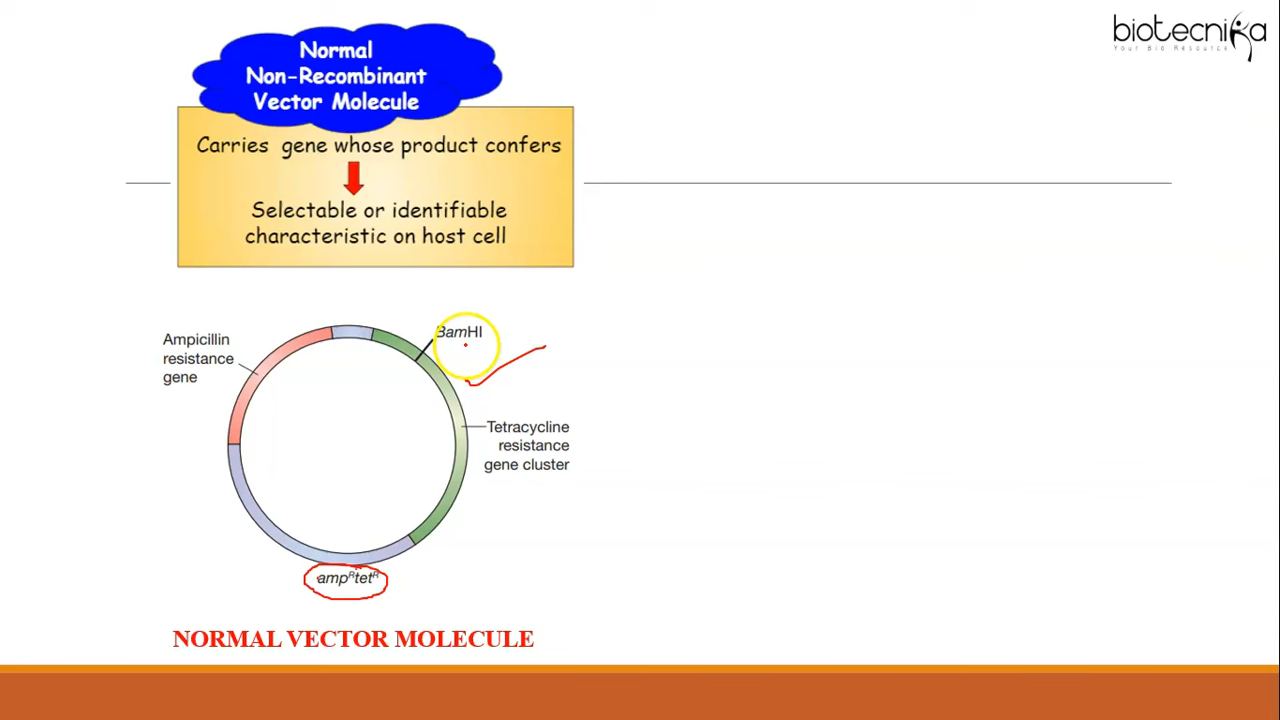 biotecnika
Your Bio Resource
Normal
Non-Recombinant
Vector Molecule
Carries gene whose product confers
Selectable or identifiable
characteristic on host cell
Ampicillin
resistance
gene
BamHI
Tetracycline
resistance
gene cluster
ampᴿtetᴿ
NORMAL VECTOR MOLECULE